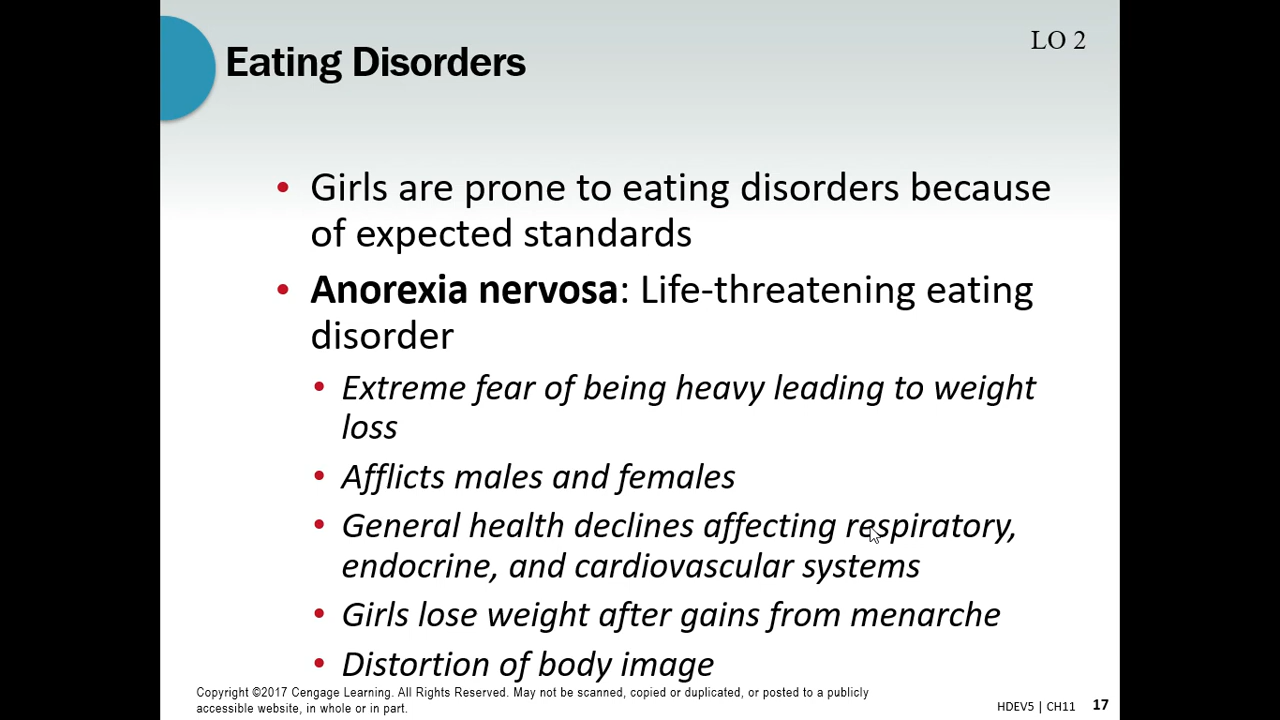 LO 2
Eating Disorders
• Girls are prone to eating disorders because
of expected standards
• Anorexia nervosa: Life-threatening eating
disorder
• Extreme fear of being heavy leading to weight
loss
• Afflicts males and females
• General health declines affecting respiratory,
endocrine, and cardiovascular systems
• Girls lose weight after gains from menarche
• Distortion of body image
Copyright ©2017 Cengage Learning. All Rights Reserved. May not be scanned, copied or duplicated, or posted to a publicly
accessible website, in whole or in part.
HDEV5 | CH11 17